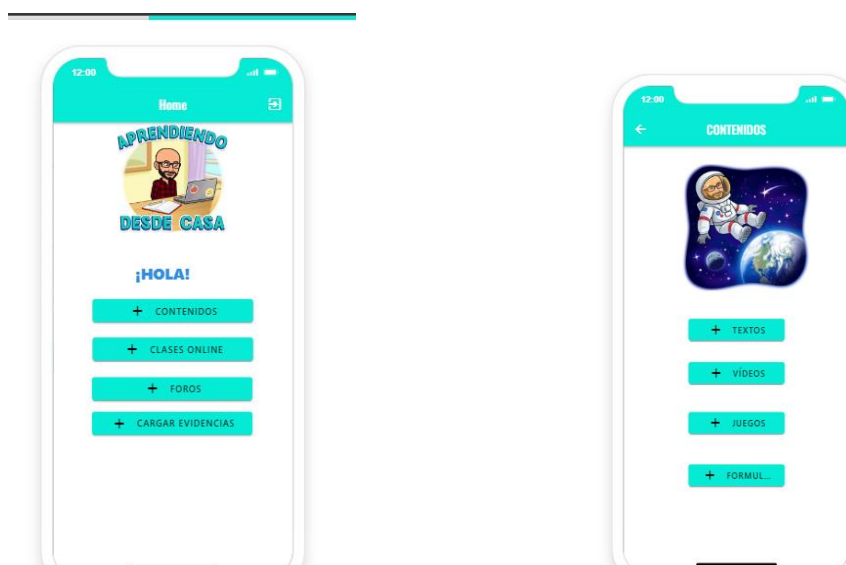 12:00
Home
APRENDIENDO
DESDE CASA
¡HOLA!
+ CONTENIDOS
+ CLASES ONLINE
+ FOROS
+ CARGAR EVIDENCIAS
12:00
CONTENIDOS
+ TEXTOS
+ VÍDEOS
+ JUEGOS
+ FORMUL...